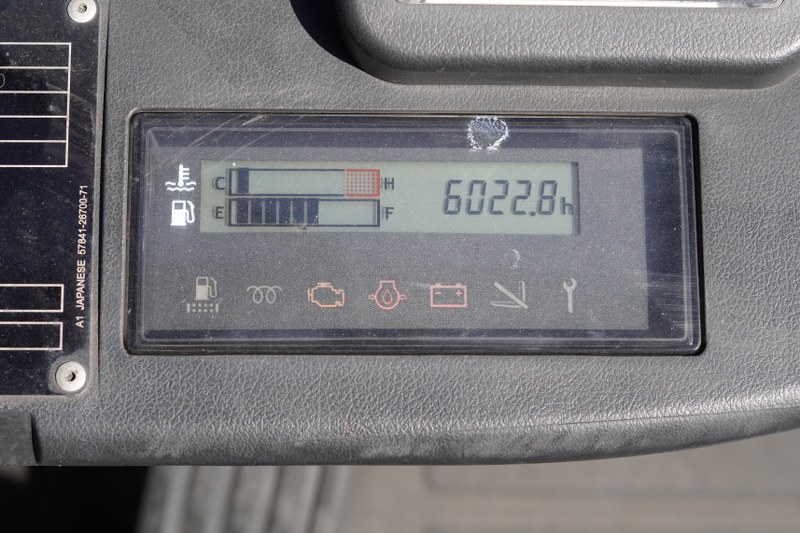 C H
6022.8h
E F
A1 JAPANESE 57841-26700-71